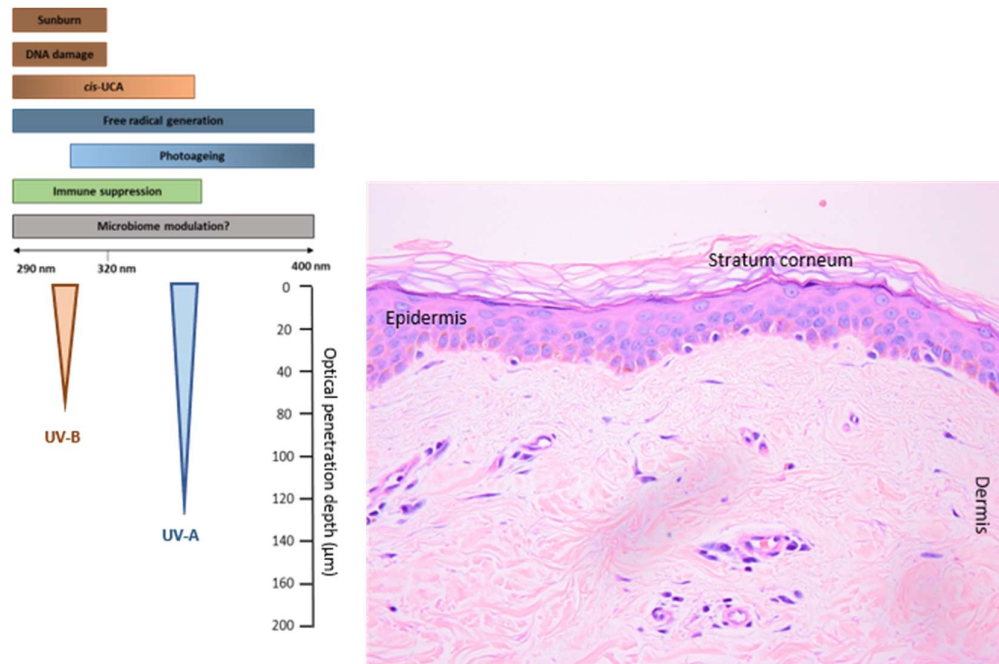 Sunburn
DNA damage
cis-UCA
Free radical generation
Photoageing
Immune suppression
Microbiome modulation?
290 nm
320 nm
400 nm
0
20
40
80
100
120
140
160
200
Optical penetration depth (µm)
UV-B
UV-A
Stratum corneum
Epidermis
Dermis